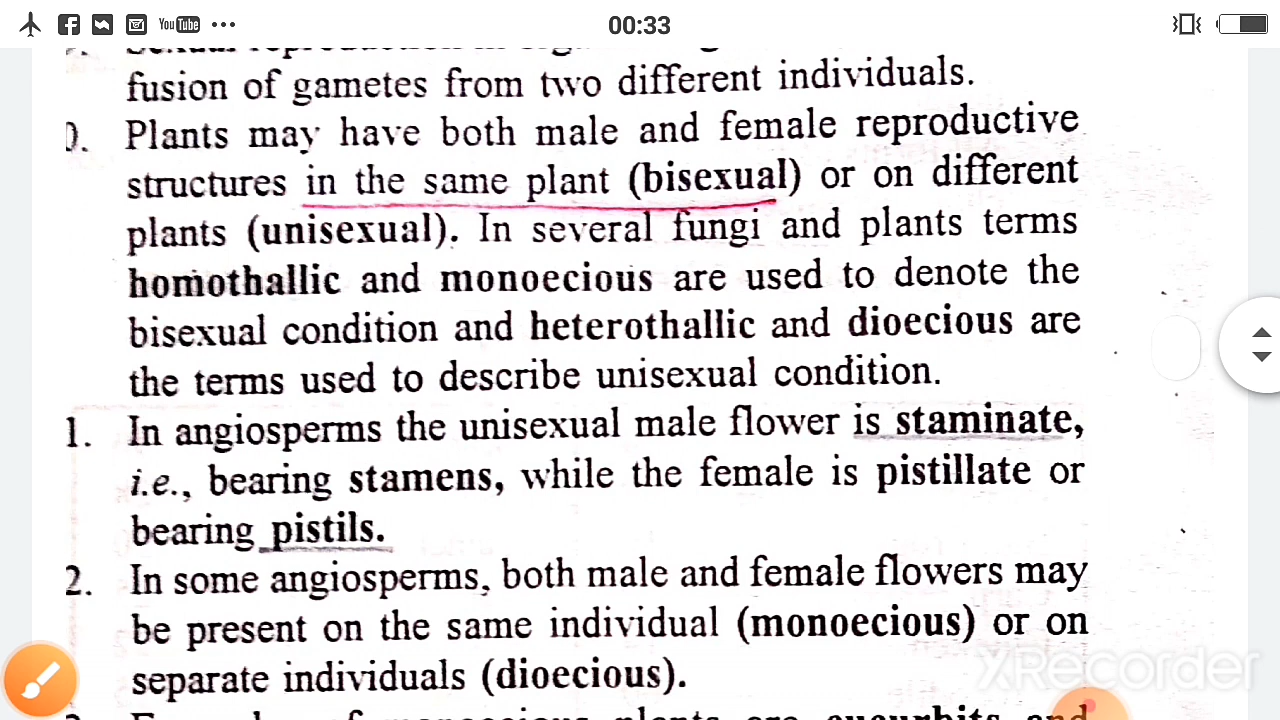 You Tube 00:33
fusion of gametes from two different individuals.
0. Plants may have both male and female reproductive
structures in the same plant (bisexual) or on different
plants (unisexual). In several fungi and plants terms
homothallic and monoecious are used to denote the
bisexual condition and heterothallic and dioecious are
the terms used to describe unisexual condition.
1. In angiosperms the unisexual male flower is staminate,
i.e., bearing stamens, while the female is pistillate or
bearing pistils.
2. In some angiosperms, both male and female flowers may
be present on the same individual (monoecious) or on
separate individuals (dioecious).
XRecorder